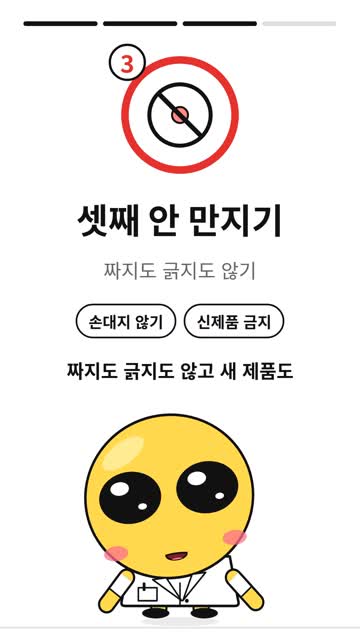 3
셋째 안 만지기
짜지도 긁지도 않기
손대지 않기 신제품 금지
짜지도 긁지도 않고 새 제품도